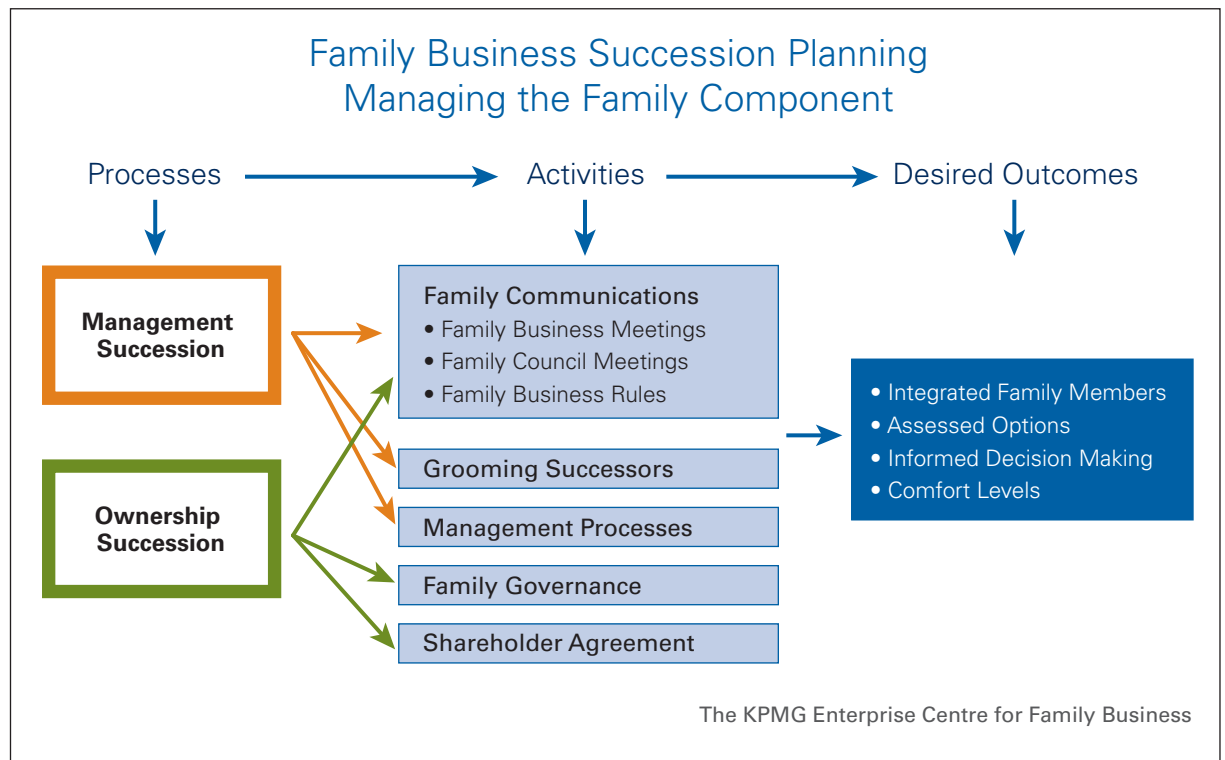 Family Business Succession Planning
Managing the Family Component
Processes
Activities
Desired Outcomes
Management
Succession
Ownership
Succession
Family Communications
• Family Business Meetings
• Family Council Meetings
• Family Business Rules
Grooming Successors
Management Processes
Family Governance
Shareholder Agreement
• Integrated Family Members
• Assessed Options
• Informed Decision Making
• Comfort Levels
The KPMG Enterprise Centre for Family Business